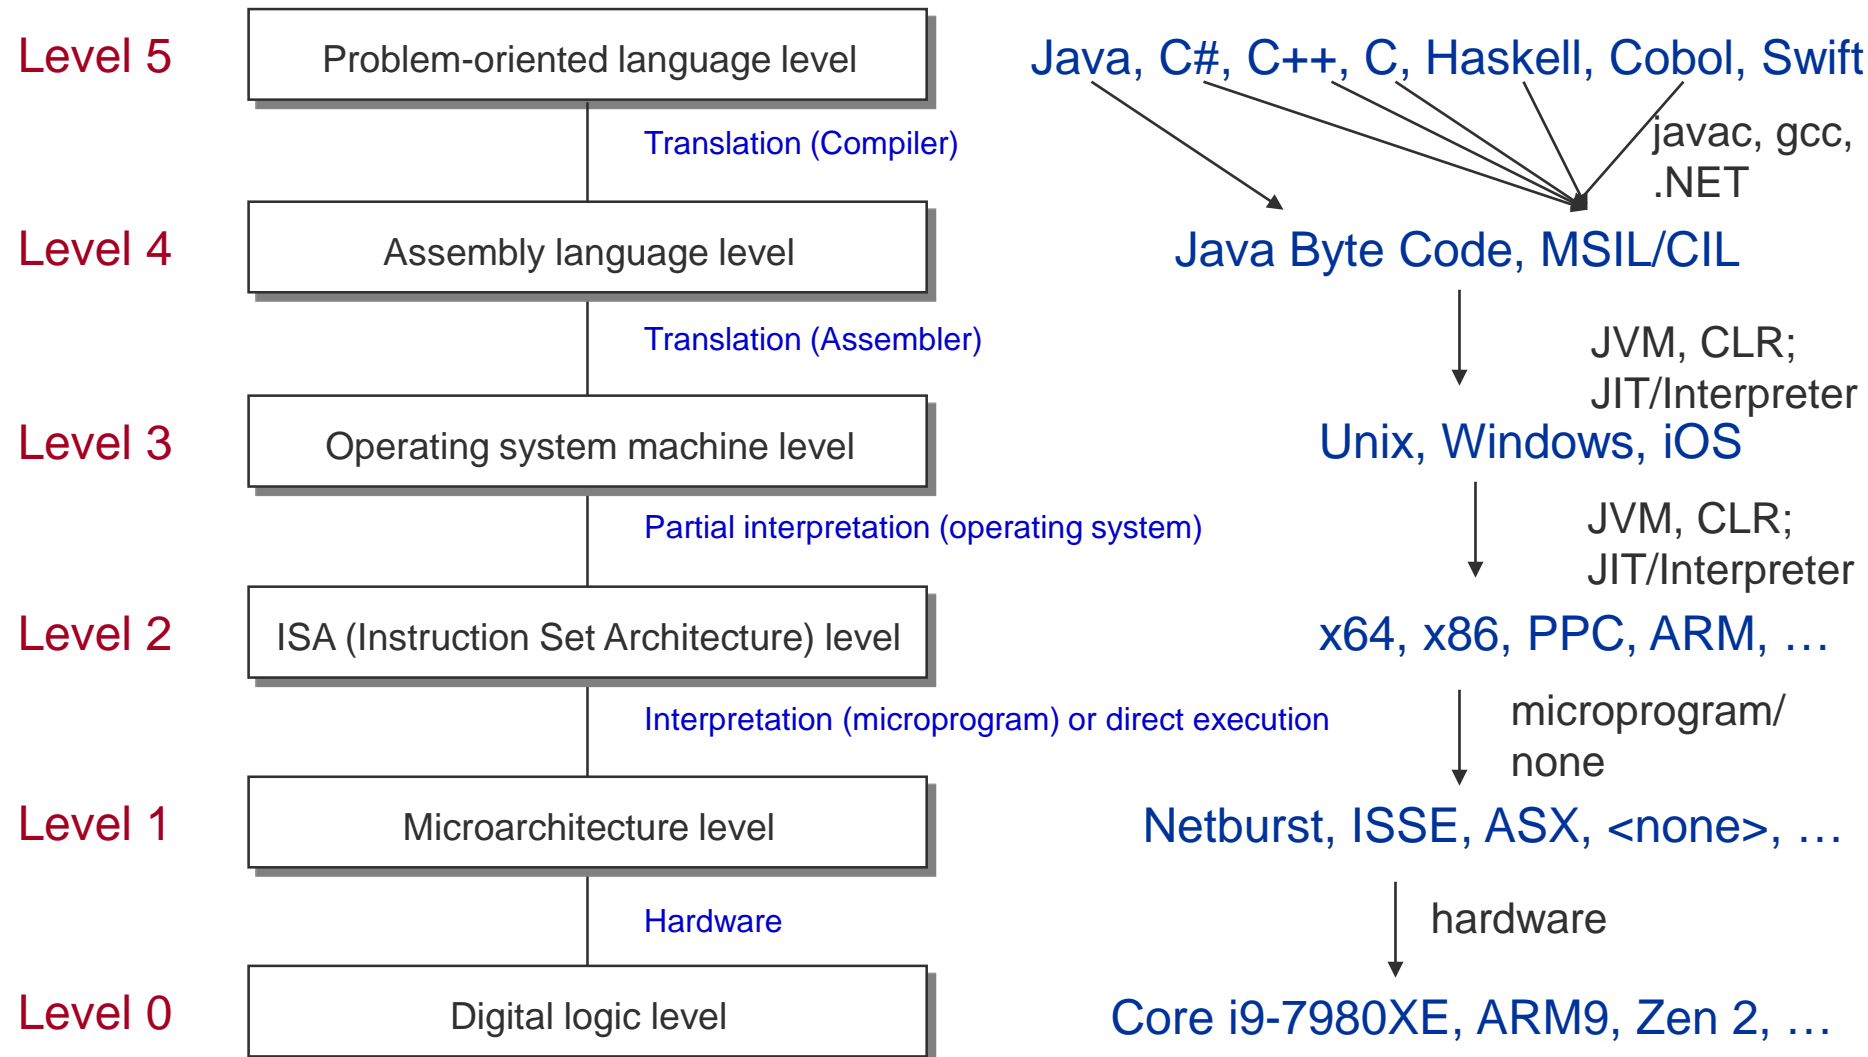 Level 5
Problem-oriented language level
Java, C#, C++, C, Haskell, Cobol, Swift
Translation (Compiler)
javac, gcc,
.NET
Level 4
Assembly language level
Java Byte Code, MSIL/CIL
Translation (Assembler)
JVM, CLR;
JIT/Interpreter
Level 3
Operating system machine level
Unix, Windows, iOS
Partial interpretation (operating system)
JVM, CLR;
JIT/Interpreter
Level 2
ISA (Instruction Set Architecture) level
x64, x86, PPC, ARM, …
Interpretation (microprogram) or direct execution
microprogram/
none
Level 1
Microarchitecture level
Netburst, ISSE, ASX, <none>, …
Hardware
hardware
Level 0
Digital logic level
Core i9-7980XE, ARM9, Zen 2, …